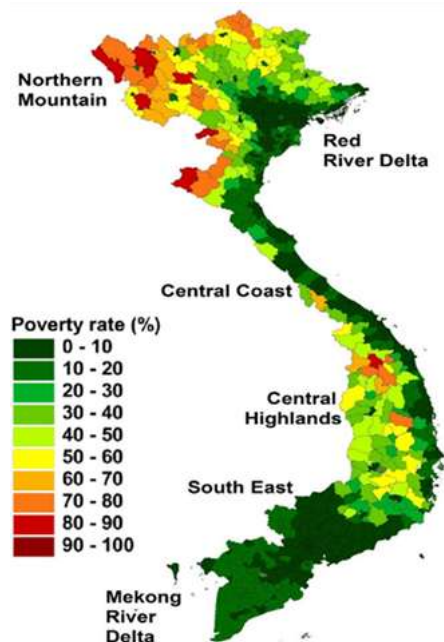 Northern
Mountain
Red
River Delta
Central Coast
Poverty rate (%)
0 - 10
10 - 20
20 - 30
30 - 40
40 - 50
50 - 60
60 - 70
70 - 80
80 - 90
90 - 100
Central
Highlands
South East
Mekong
River
Delta